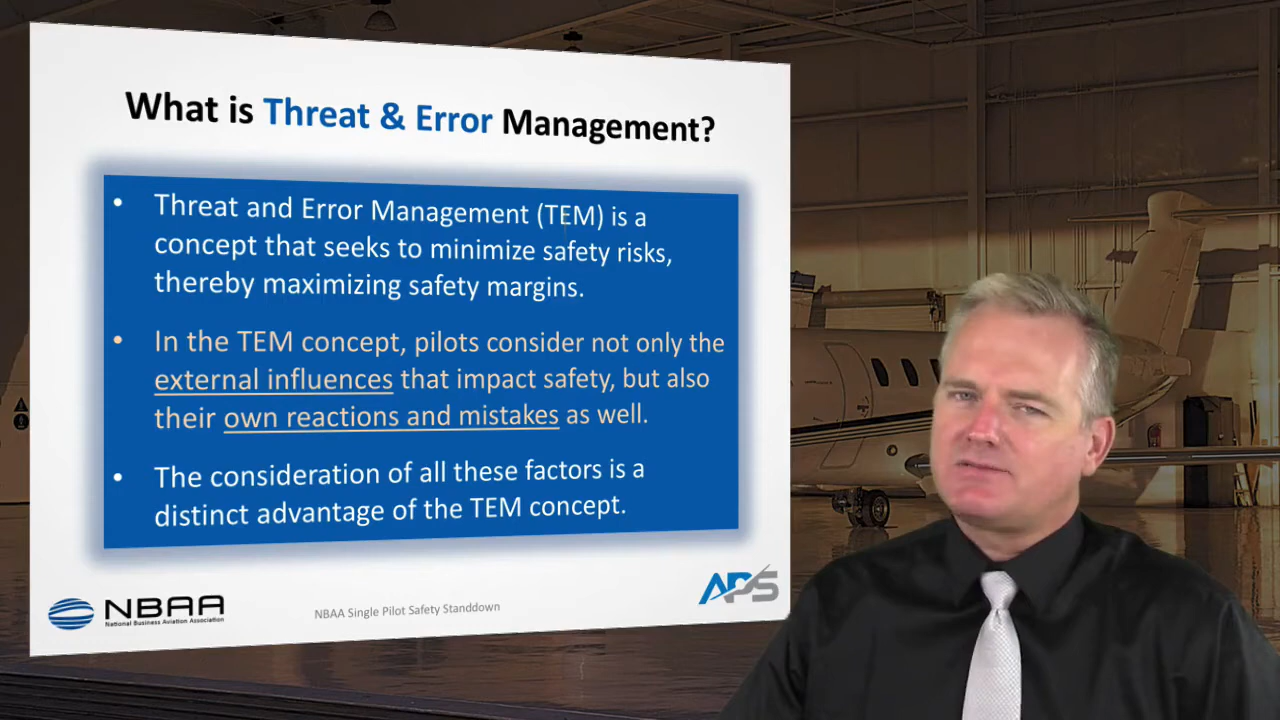 What is Threat & Error Management?
• Threat and Error Management (TEM) is a
concept that seeks to minimize safety risks,
thereby maximizing safety margins.
• In the TEM concept, pilots consider not only the
external influences that impact safety, but also
their own reactions and mistakes as well.
• The consideration of all these factors is a
distinct advantage of the TEM concept.
NBAA
National Business Aviation Association
NBAA Single Pilot Safety Standdown
APS